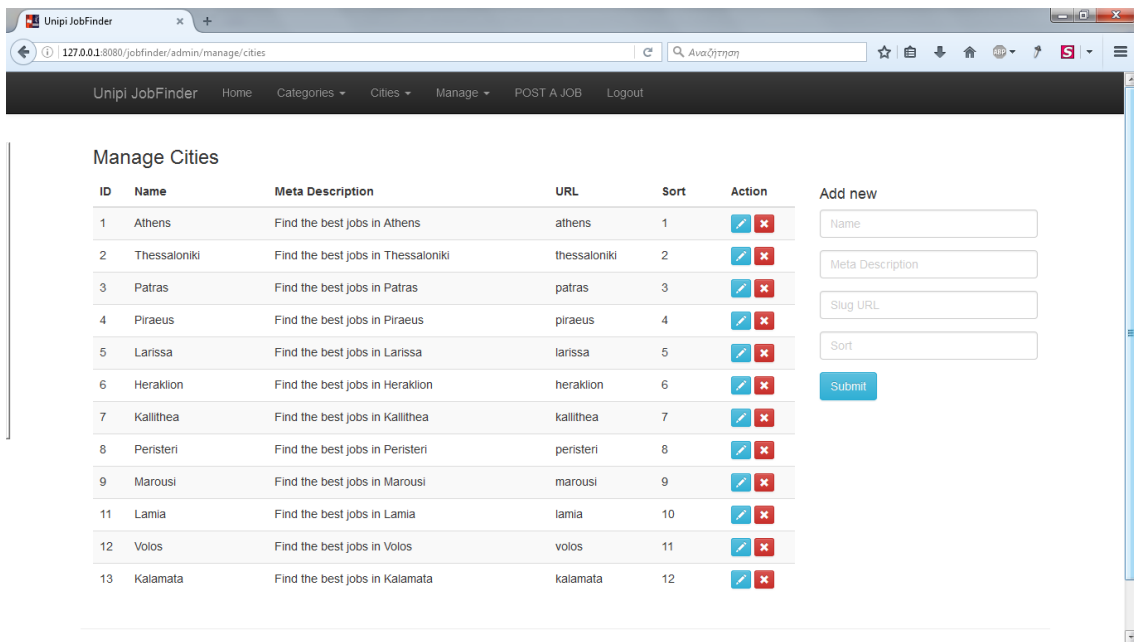 Unipi JobFinder
127.0.0.1:8080/jobfinder/admin/manage/cities
Αναζήτηση
ABP
S
Unipi JobFinder Home Categories Cities Manage POST A JOB Logout
Manage Cities
ID Name Meta Description URL Sort Action
1 Athens Find the best jobs in Athens athens 1
2 Thessaloniki Find the best jobs in Thessaloniki thessaloniki 2
3 Patras Find the best jobs in Patras patras 3
4 Piraeus Find the best jobs in Piraeus piraeus 4
5 Larissa Find the best jobs in Larissa larissa 5
6 Heraklion Find the best jobs in Heraklion heraklion 6
7 Kallithea Find the best jobs in Kallithea kallithea 7
8 Peristeri Find the best jobs in Peristeri peristeri 8
9 Marousi Find the best jobs in Marousi marousi 9
11 Lamia Find the best jobs in Lamia lamia 10
12 Volos Find the best jobs in Volos volos 11
13 Kalamata Find the best jobs in Kalamata kalamata 12
Add new
Name
Meta Description
Slug URL
Sort
Submit